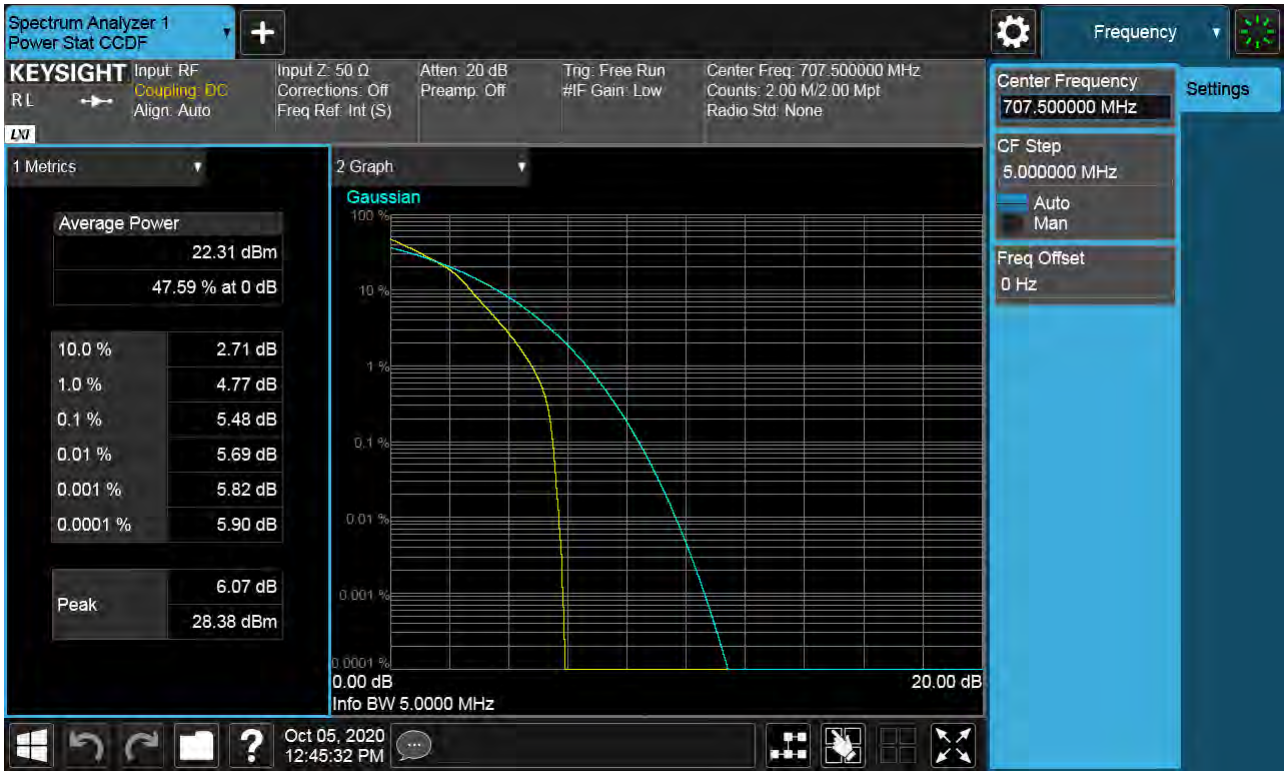 Spectrum Analyzer 1
Power Stat CCDF
+
Frequency
KEYSIGHT
RL
LXI
Input: RF
Coupling: DC
Align: Auto
Input Z: 50 Ω
Corrections: Off
Freq Ref: Int (S)
Atten: 20 dB
Preamp: Off
Trig: Free Run
#IF Gain: Low
Center Freq: 707.500000 MHz
Counts: 2.00 M/2.00 Mpt
Radio Std: None
Center Frequency
707.500000 MHz
Settings
CF Step
5.000000 MHz
Auto
Man
Freq Offset
0 Hz
1 Metrics
Average Power
22.31 dBm
47.59 % at 0 dB
10.0 % 2.71 dB
1.0 % 4.77 dB
0.1 % 5.48 dB
0.01 % 5.69 dB
0.001 % 5.82 dB
0.0001 % 5.90 dB
Peak
6.07 dB
28.38 dBm
2 Graph
Gaussian
100 %
10 %
1 %
0.1 %
0.01 %
0.001 %
0.0001 %
0.00 dB
20.00 dB
Info BW 5.0000 MHz
?
Oct 05, 2020
12:45:32 PM